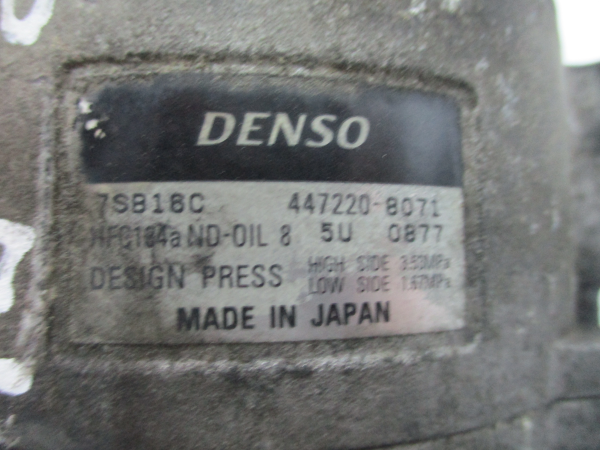 DENSO
7SB16C 447220-8071
HFC134a ND-OIL 8 5U 0877
DESIGN PRESS HIGH SIDE 3.53MPa
LOW SIDE 1.67MPa
MADE IN JAPAN